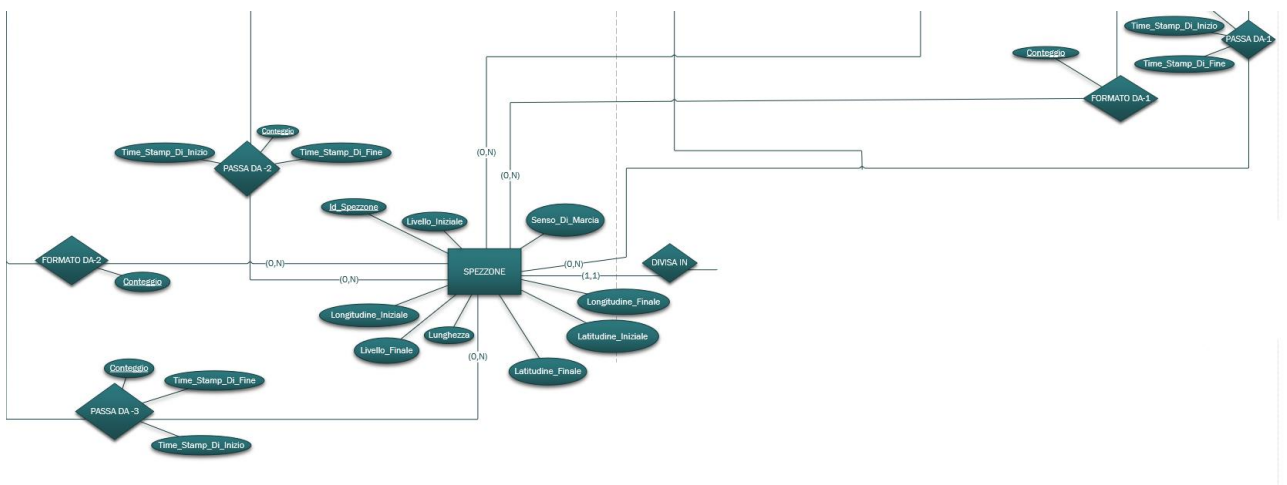 Time_Stamp_Di_Inizio
PASSA DA-1
Conteggio
Time_Stamp_Di_Fine
FORMATO DA-1
Conteggio
Time_Stamp_Di_Inizio
Time_Stamp_Di_Fine
PASSA DA -2
(0,N)
(0,N)
Id_Spezzone
Livello_Iniziale
Senso_Di_Marcia
FORMATO DA-2
(0,N)
SPEZZONE
(0,N)
DIVISA IN
(0,N)
(1,1)
Conteggio
Longitudine_Finale
Longitudine_Iniziale
Lunghezza
Latitudine_Iniziale
Livello_Finale
(0,N)
Latitudine_Finale
Conteggio
Time_Stamp_Di_Fine
PASSA DA -3
Time_Stamp_Di_Inizio